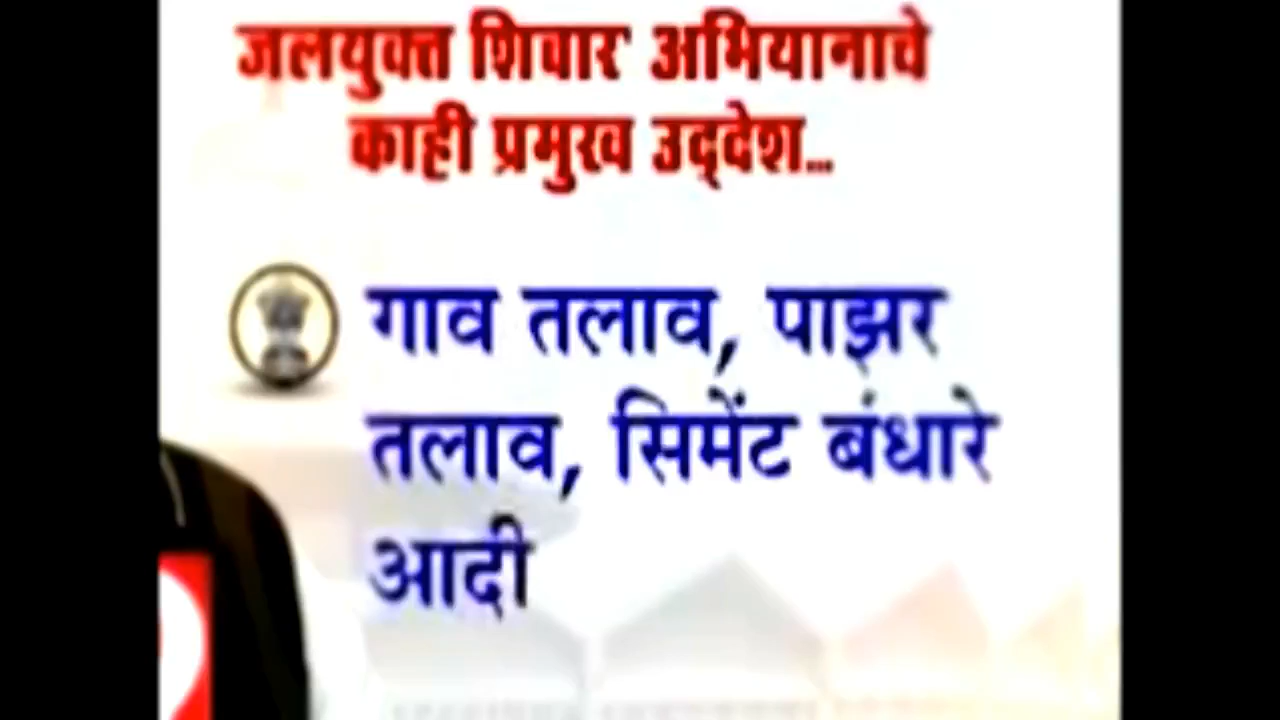 जलयुक्त शिवार अभियानाचे
काही प्रमुख उद्‌देश...
गाव तलाव, पाझर
तलाव, सिमेंट बंधारे
आदी